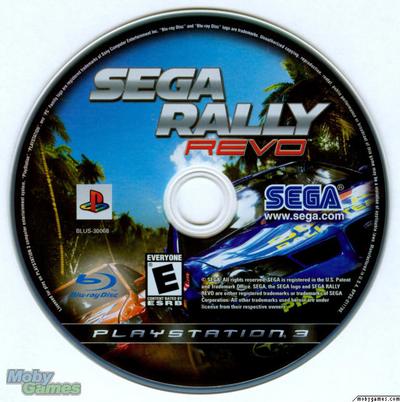 SEGA
RALLY
REVO
SEGA®
www.sega.com
BLUS-30068
Blu-ray Disc
EVERYONE
E
CONTENT RATED BY
ESRB
© SEGA. All rights reserved. SEGA is registered in the U.S. Patent
and Trademark Office. SEGA, the SEGA logo and SEGA RALLY
REVO are either registered trademarks or trademarks of SEGA
Corporation. All other trademarks used herein are under
license from their respective owners.
PLAYSTATION 3
Moby
Games
mobygames.com